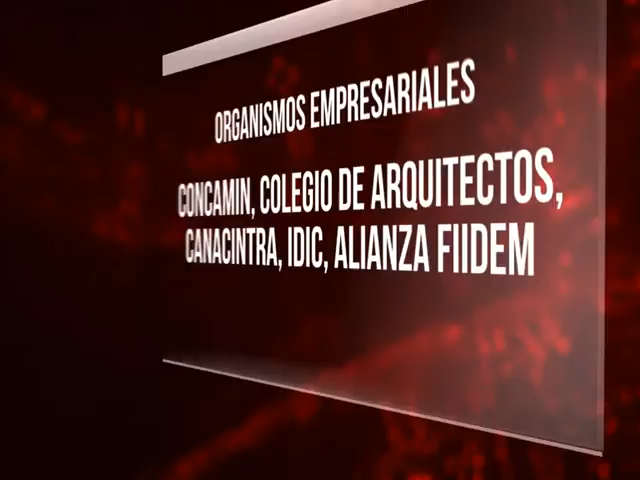 ORGANISMOS EMPRESARIALES
CONCAMIN, COLEGIO DE ARQUITECTOS,
CANACINTRA, IDIC, ALIANZA FIIDEM